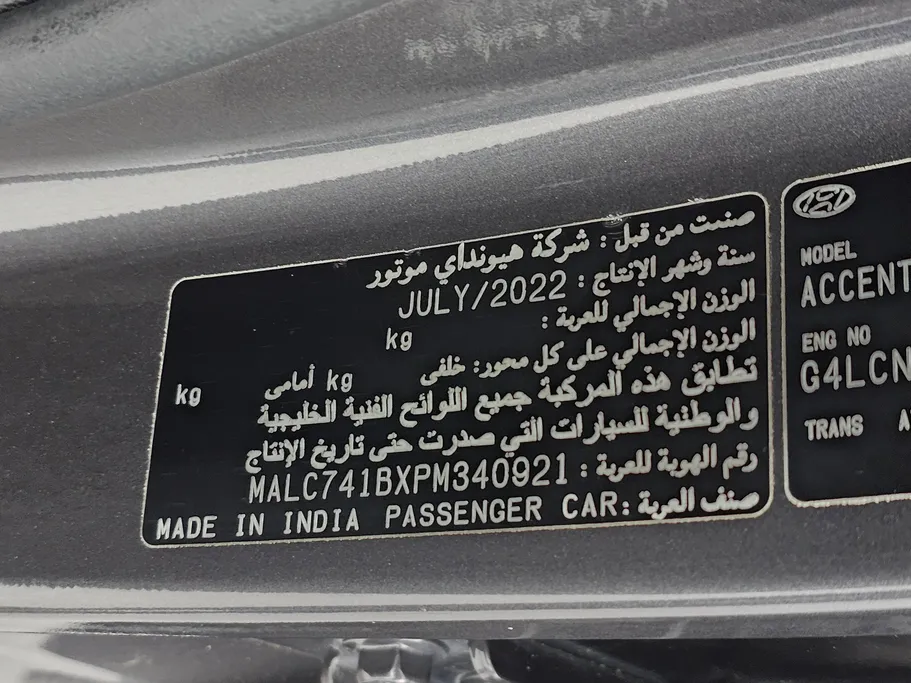 صنعت من قبل : شركة هيونداي موتور
سنة وشهر الإنتاج : JULY/2022
الوزن الإجمالي للعربة :
kg
الوزن الإجمالي على كل محور: خلفى kg أمامى kg
تطابق هذه المركبة جميع اللوائح الفنية الخليجية
والوطنية للسيارات التي صدرت حتى تاريخ الإنتاج
رقم الهوية للعربة : MALC741BXPM340921
صنف العربة : PASSENGER CAR MADE IN INDIA
MODEL
ACCENT
ENG NO
G4LCN
TRANS A